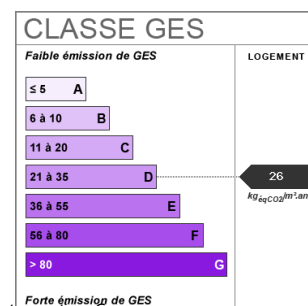 CLASSE GES
Faible émission de GES
LOGEMENT
≤ 5 A
6 à 10 B
11 à 20 C
21 à 35 D
26
kgéqCO2/m².an
36 à 55 E
56 à 80 F
> 80 G
Forte émission de GES